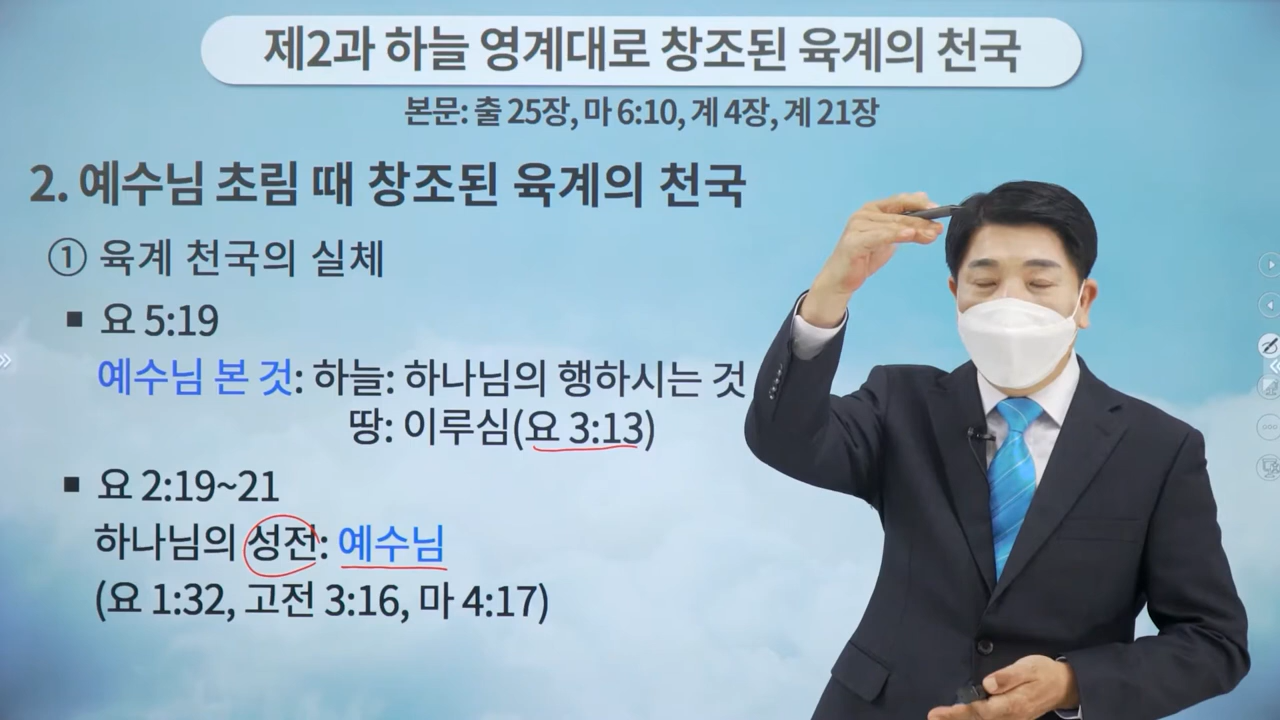 제2과 하늘 영계대로 창조된 육계의 천국
본문: 출 25장, 마 6:10, 계 4장, 계 21장
2. 예수님 초림 때 창조된 육계의 천국
① 육계 천국의 실체
▪ 요 5:19
예수님 본 것: 하늘: 하나님의 행하시는 것
땅: 이루심(요 3:13)
▪ 요 2:19~21
하나님의 성전: 예수님
(요 1:32, 고전 3:16, 마 4:17)